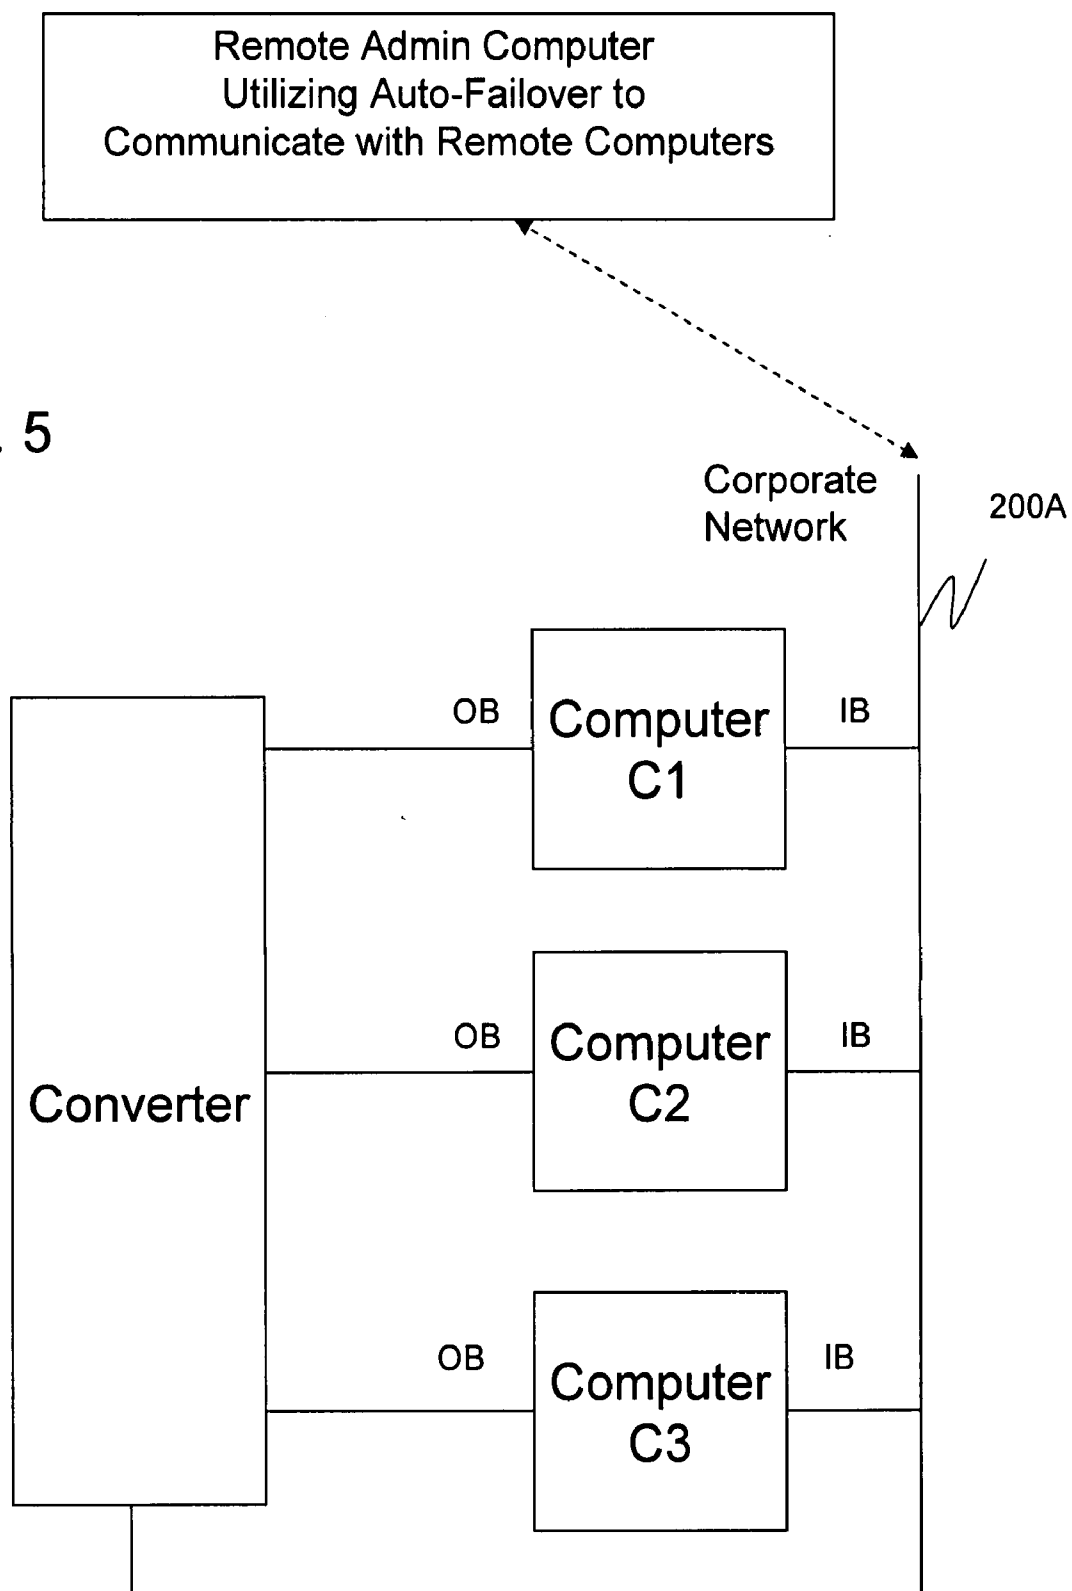 Remote Admin Computer
Utilizing Auto-Failover to
Communicate with Remote Computers
. 5
Corporate
Network
200A
OB
Computer
C1
IB
OB
Computer
C2
IB
Converter
OB
Computer
C3
IB